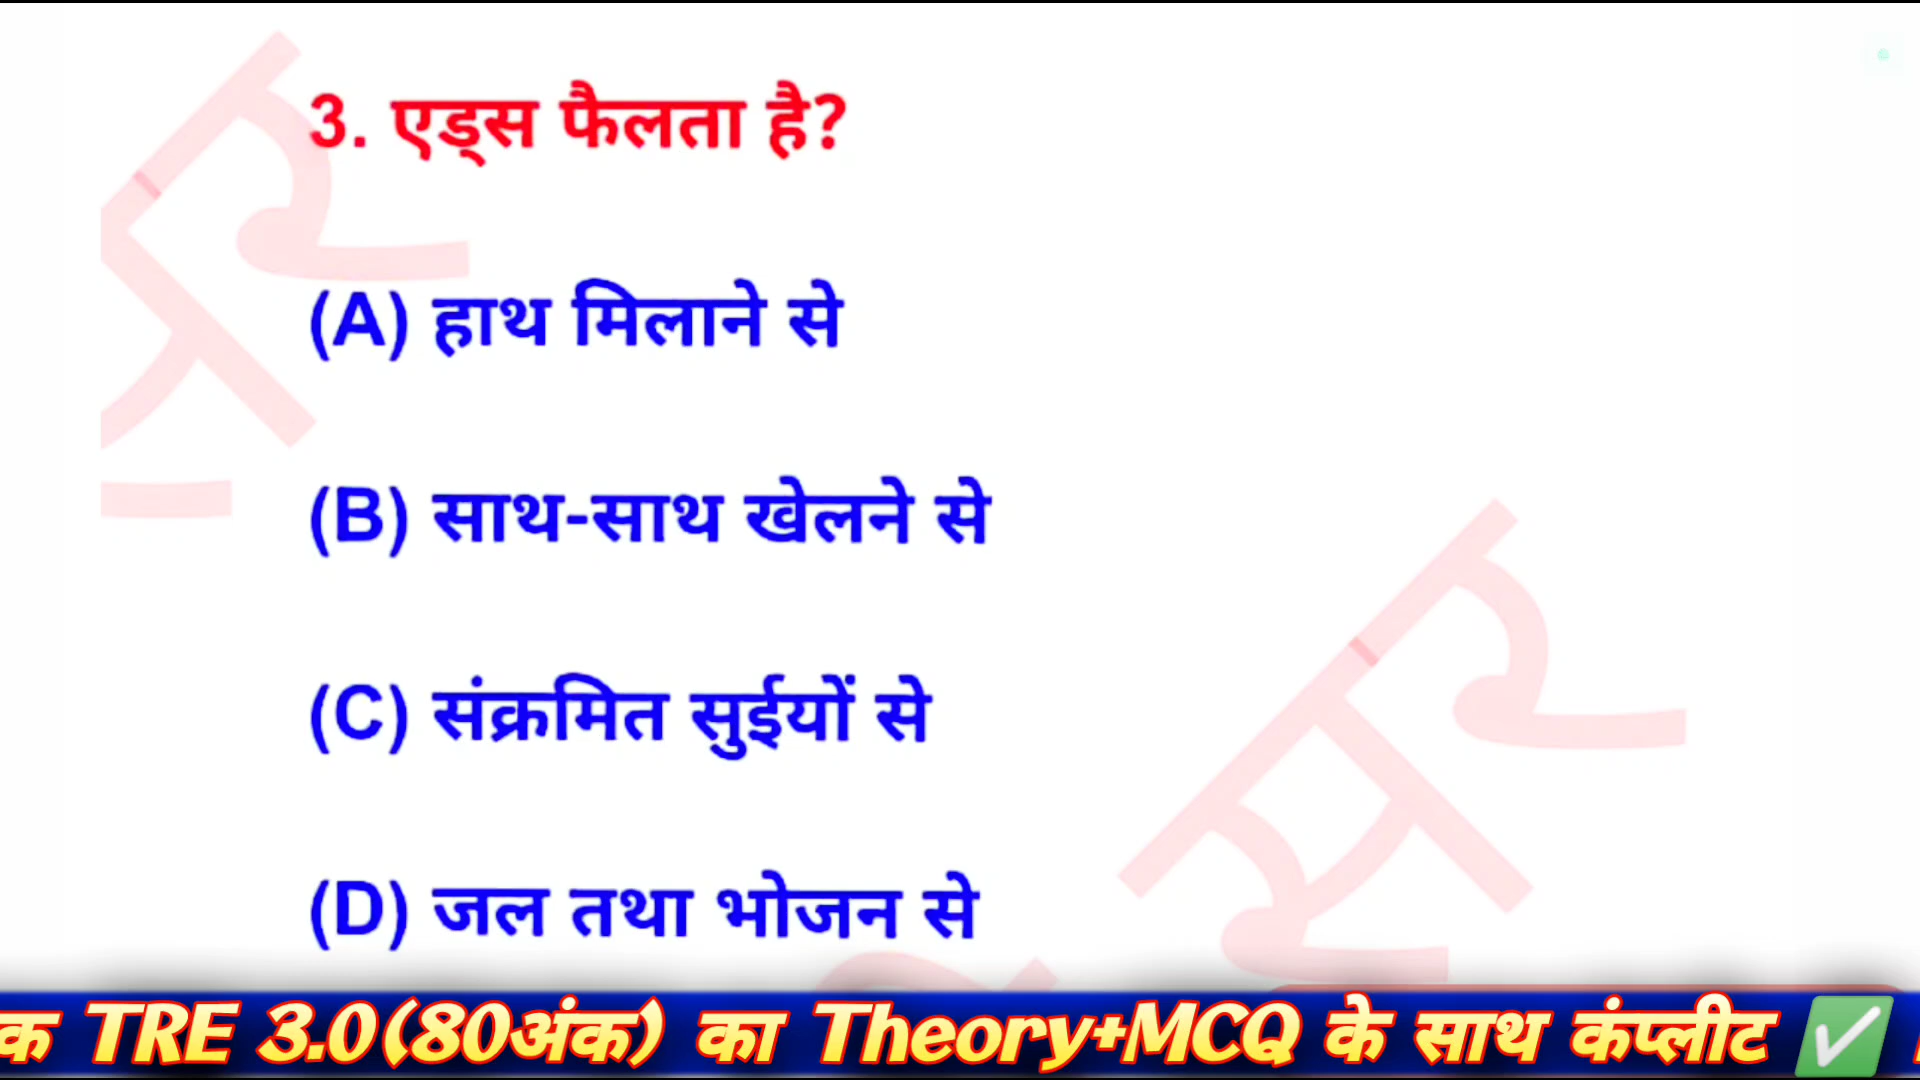 3. एड्स फैलता है?
(A) हाथ मिलाने से
(B) साथ-साथ खेलने से
(C) संक्रमित सुईयों से
(D) जल तथा भोजन से
क TRE 3.0(80अंक) का Theory+MCQ के साथ कंप्लीट ✅